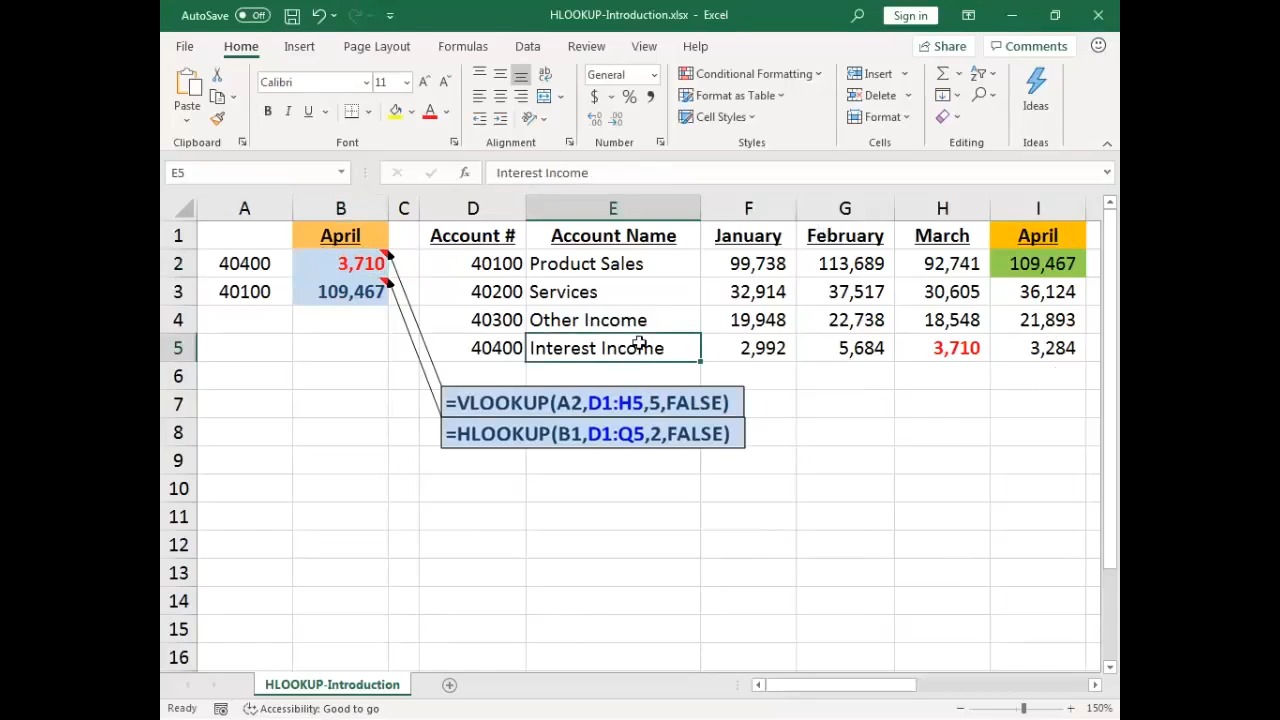 AutoSave Off HLOOKUP-Introduction.xlsx - Excel Sign in
File Home Insert Draw Page Layout Formulas Data Review View Help Share Comments
Paste
Calibri 11
General
Conditional Formatting
Format as Table
Cell Styles
Insert
Delete
Format
Ideas
Clipboard Font Alignment Number Styles Cells Editing Ideas
E5 fx Interest Income
A B C D E F G H I
1 April Account # Account Name January February March April
2 40400 3,710 40100 Product Sales 99,738 113,689 92,741 109,467
3 40100 109,467 40200 Services 32,914 37,517 30,605 36,124
4 40300 Other Income 19,948 22,738 18,548 21,893
5 40400 Interest Income 2,992 5,684 3,710 3,284
6
7 =VLOOKUP(A2,D1:H5,5,FALSE)
8 =HLOOKUP(B1,D1:Q5,2,FALSE)
9
10
11
12
13
14
15
16
HLOOKUP-Introduction
Ready Accessibility: Good to go 150%